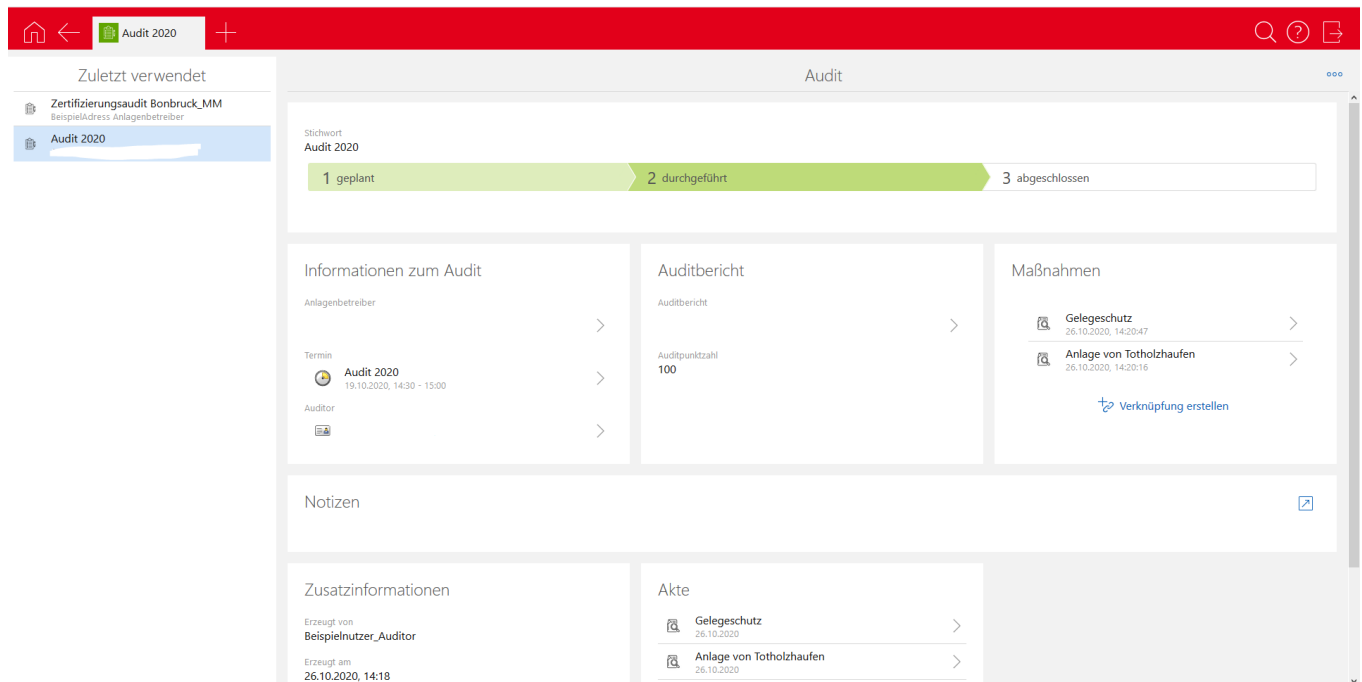 Audit 2020
Zuletzt verwendet
Zertifizierungsaudit Bonbruck_MM
BeispielAdress Anlagenbetreiber
Audit 2020
Audit
Stichwort
Audit 2020
1 geplant
2 durchgeführt
3 abgeschlossen
Informationen zum Audit
Anlagenbetreiber
Termin
Audit 2020
19.10.2020, 14:30 - 15:00
Auditor
Auditbericht
Auditbericht
Auditpunktzahl
100
Maßnahmen
Gelegeschutz
26.10.2020, 14:20:47
Anlage von Totholzhaufen
26.10.2020, 14:20:16
Verknüpfung erstellen
Notizen
Zusatzinformationen
Erzeugt von
Beispielnutzer_Auditor
Erzeugt am
26.10.2020, 14:18
Akte
Gelegeschutz
26.10.2020
Anlage von Totholzhaufen
26.10.2020